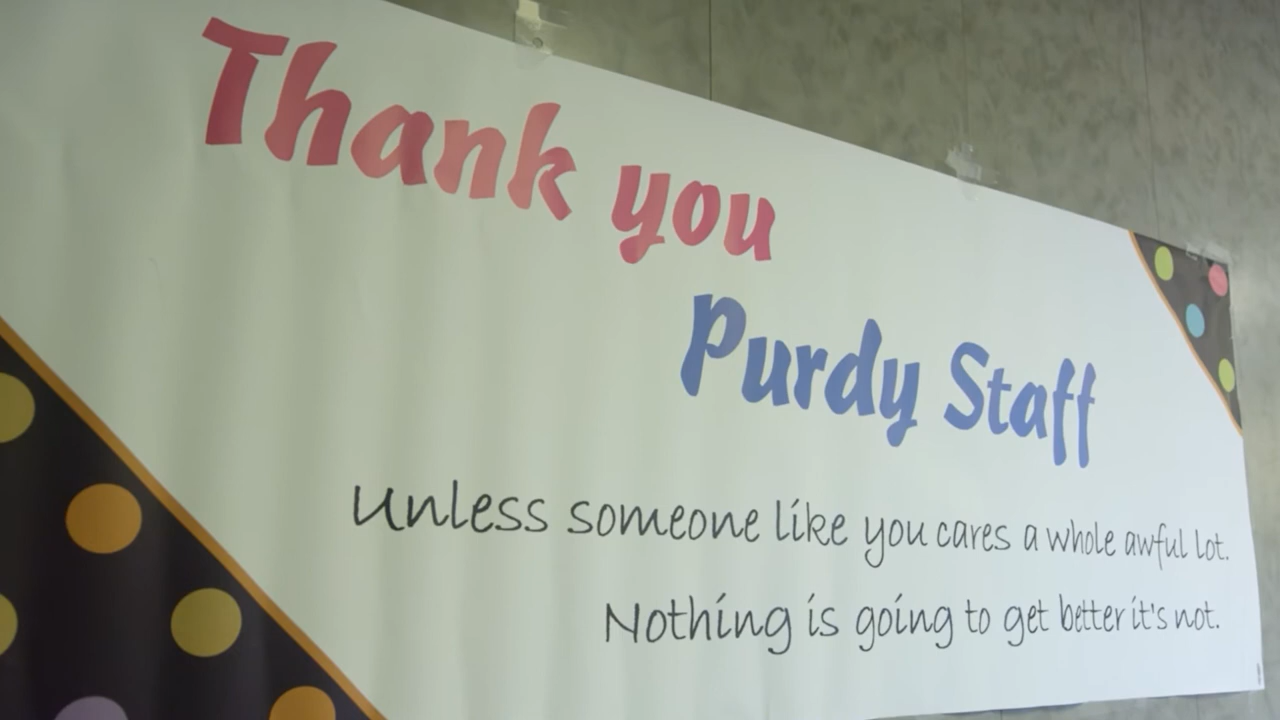 Thank you
Purdy Staff
Unless someone like you cares a whole awful lot.
Nothing is going to get better it's not.